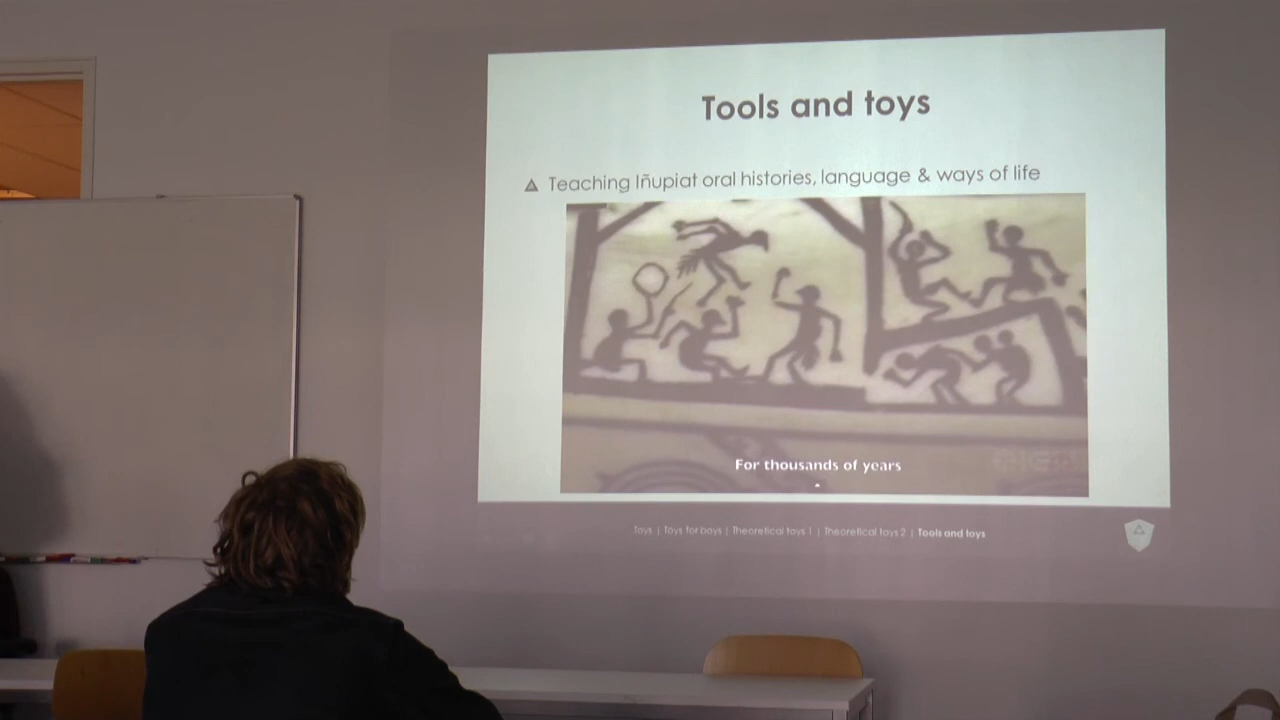 Tools and toys
Teaching Iñupiat oral histories, language & ways of life
For thousands of years
Toys | Toys for boys | Theoretical toys 1 | Theoretical toys 2 | Tools and toys